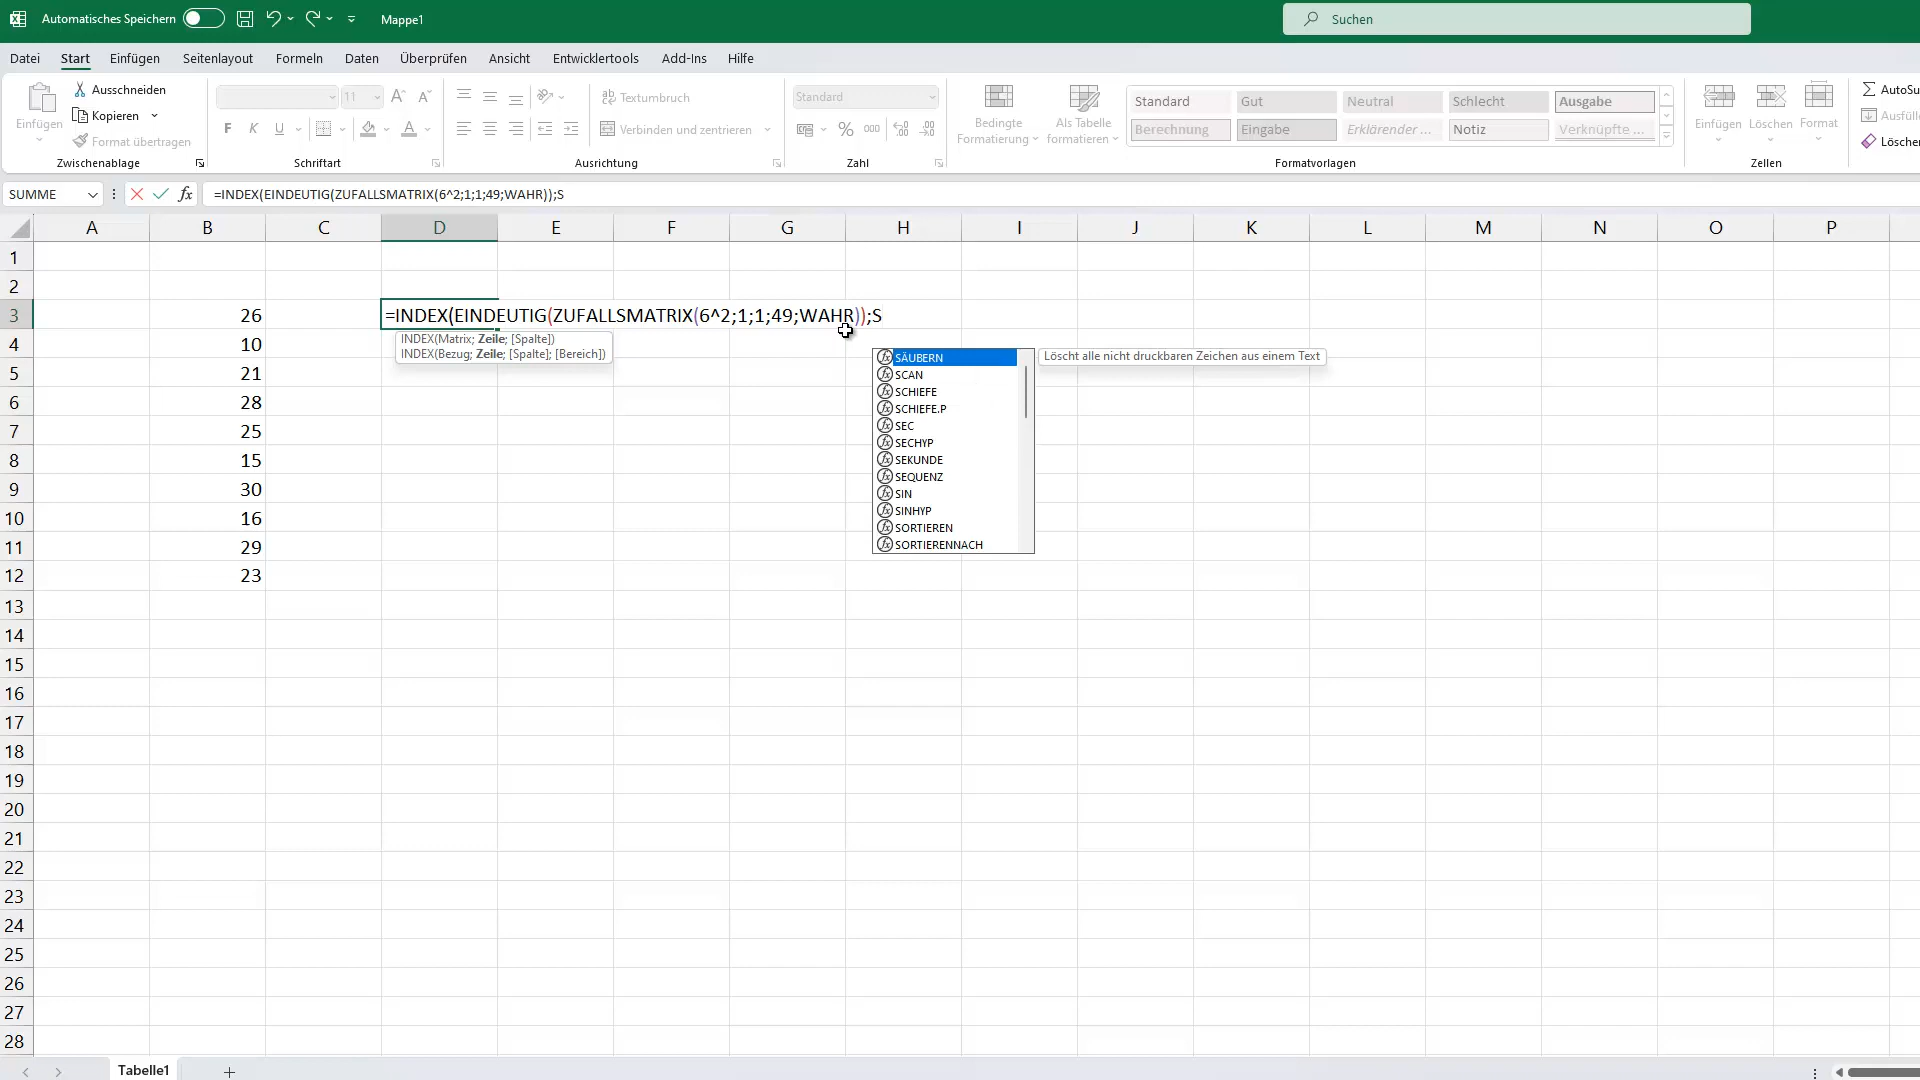 Automatisches Speichern
Mappe1
Suchen
Datei Start Einfügen Seitenlayout Formeln Daten Überprüfen Ansicht Entwicklertools Add-Ins Hilfe
Einfügen
Ausschneiden
Kopieren
Format übertragen
Zwischenablage
11
F K U
Schriftart
Textumbruch
Verbinden und zentrieren
Ausrichtung
Standard
% 000
Zahl
Bedingte Formatierung
Als Tabelle formatieren
Standard Gut Neutral Schlecht Ausgabe
Berechnung Eingabe Erklärender ... Notiz Verknüpfte ...
Formatvorlagen
Einfügen Löschen Format
Zellen
AutoSu
Ausfülle
Löschen
SUMME
fx
=INDEX(EINDEUTIG(ZUFALLSMATRIX(6^2;1;1;49;WAHR));S
A B C D E F G H I J K L M N O P
1
2
3 26 =INDEX(EINDEUTIG(ZUFALLSMATRIX(6^2;1;1;49;WAHR));S
INDEX(Matrix; Zeile; [Spalte])
INDEX(Bezug; Zeile; [Spalte]; [Bereich])
4 10
5 21
6 28
7 25
8 15
9 30
10 16
11 29
12 23
SÄUBERN
Löscht alle nicht druckbaren Zeichen aus einem Text
SCAN
SCHIEFE
SCHIEFE.P
SEC
SECHYP
SEKUNDE
SEQUENZ
SIN
SINHYP
SORTIEREN
SORTIERENNACH
13
14
15
16
17
18
19
20
21
22
23
24
25
26
27
28
Tabelle1